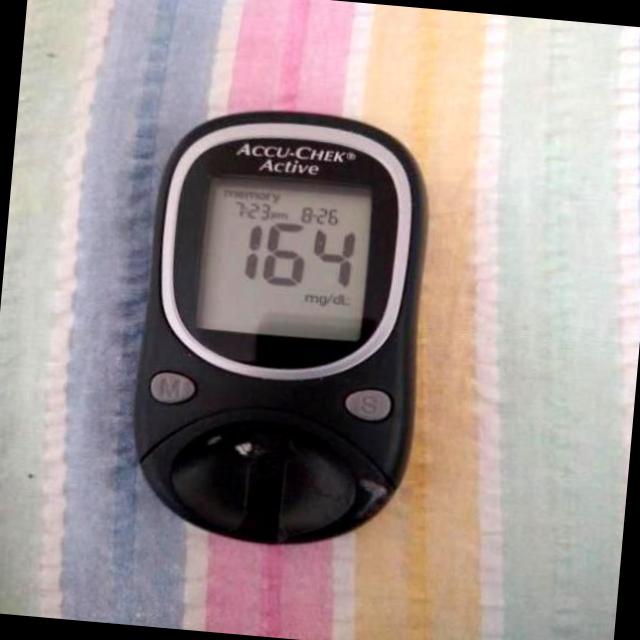 ACCU-CHEK®
Active
memory
7:23pm 8-26
164
mg/dL
M
S